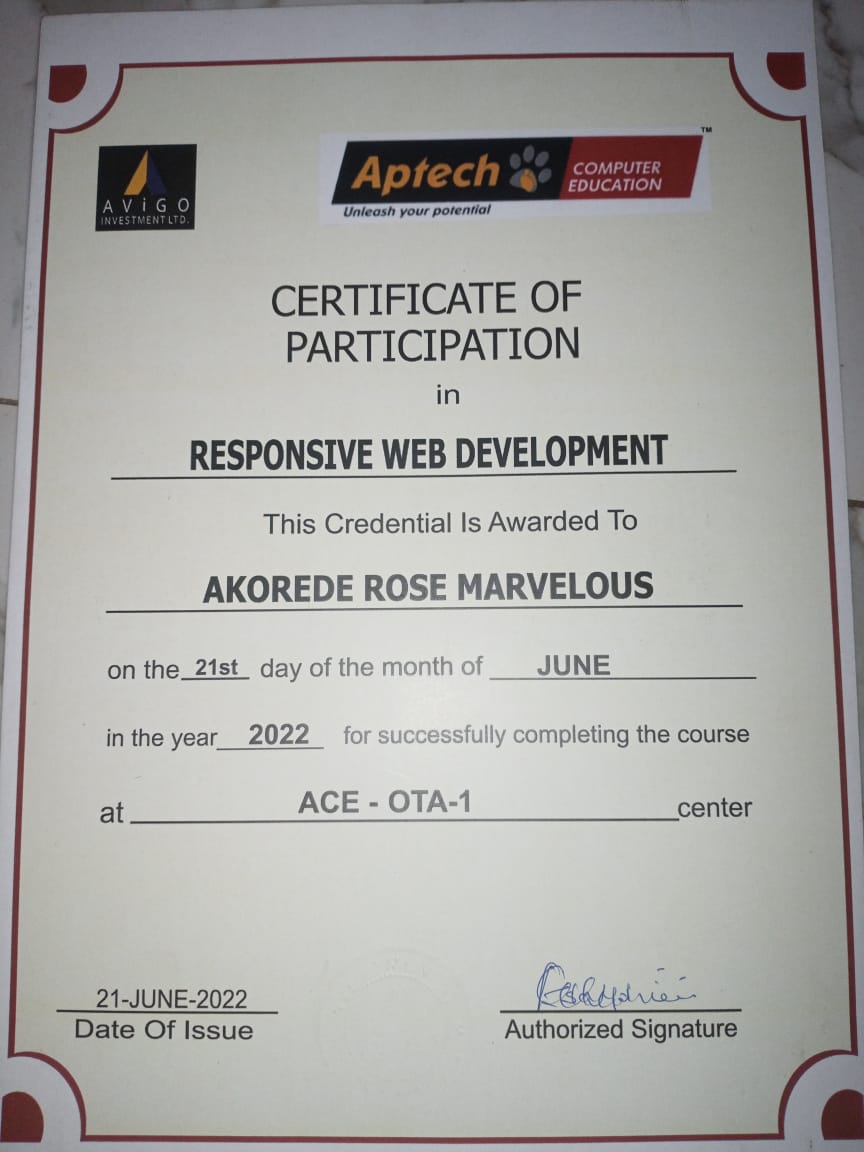 AViGO
INVESTMENT LTD.
Aptech COMPUTER EDUCATION TM
Unleash your potential
CERTIFICATE OF
PARTICIPATION
in
RESPONSIVE WEB DEVELOPMENT
This Credential Is Awarded To
AKOREDE ROSE MARVELOUS
on the 21st day of the month of JUNE
in the year 2022 for successfully completing the course
at ACE - OTA-1 center
21-JUNE-2022
Date Of Issue
Authorized Signature